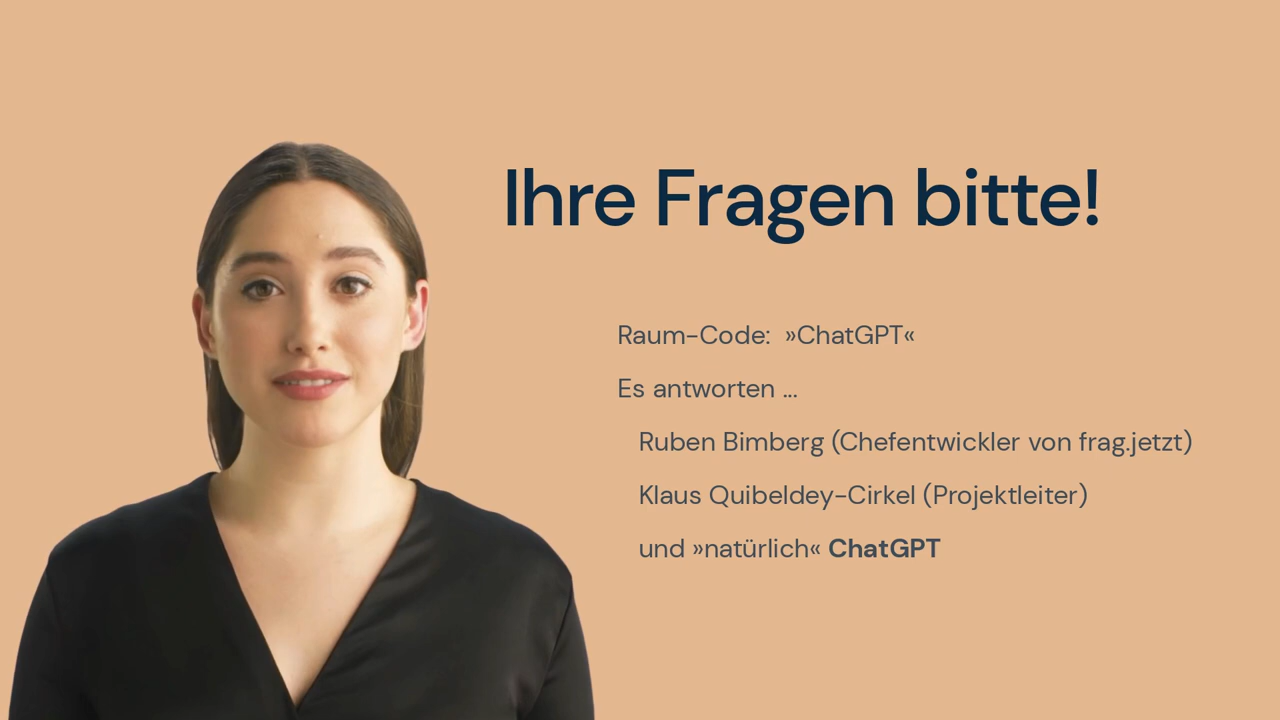 Ihre Fragen bitte!
Raum-Code: »ChatGPT«
Es antworten ...
Ruben Bimberg (Chefentwickler von frag.jetzt)
Klaus Quibeldey-Cirkel (Projektleiter)
und »natürlich« ChatGPT